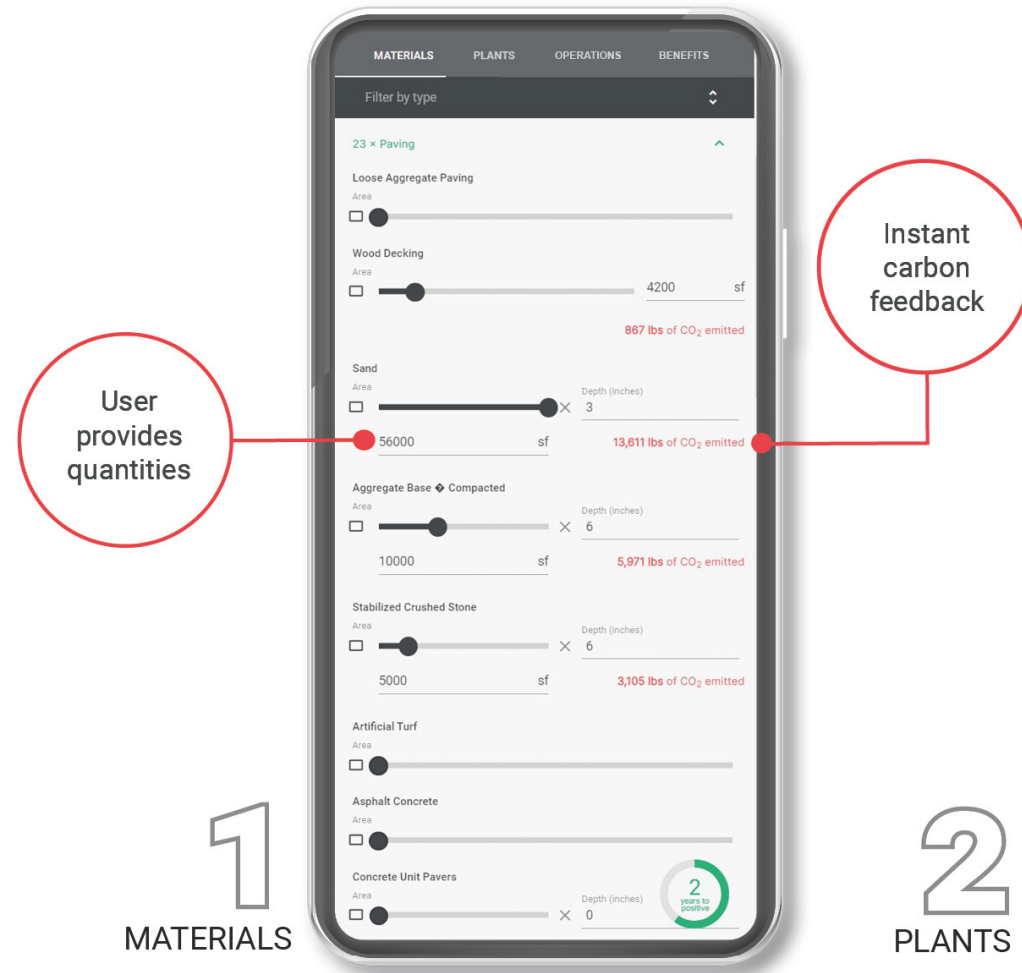 MATERIALS PLANTS OPERATIONS BENEFITS
Filter by type
23 × Paving
Loose Aggregate Paving
Area
Wood Decking
Area
4200 sf
867 lbs of CO₂ emitted
Sand
Area
Depth (inches)
3
56000 sf
13,611 lbs of CO₂ emitted
Aggregate Base � Compacted
Area
Depth (inches)
6
10000 sf
5,971 lbs of CO₂ emitted
Stabilized Crushed Stone
Area
Depth (inches)
6
5000 sf
3,105 lbs of CO₂ emitted
Artificial Turf
Area
Asphalt Concrete
Area
Concrete Unit Pavers
Area
Depth (inches)
0
2
years to
positive
User
provides
quantities
Instant
carbon
feedback
1
MATERIALS
2
PLANTS